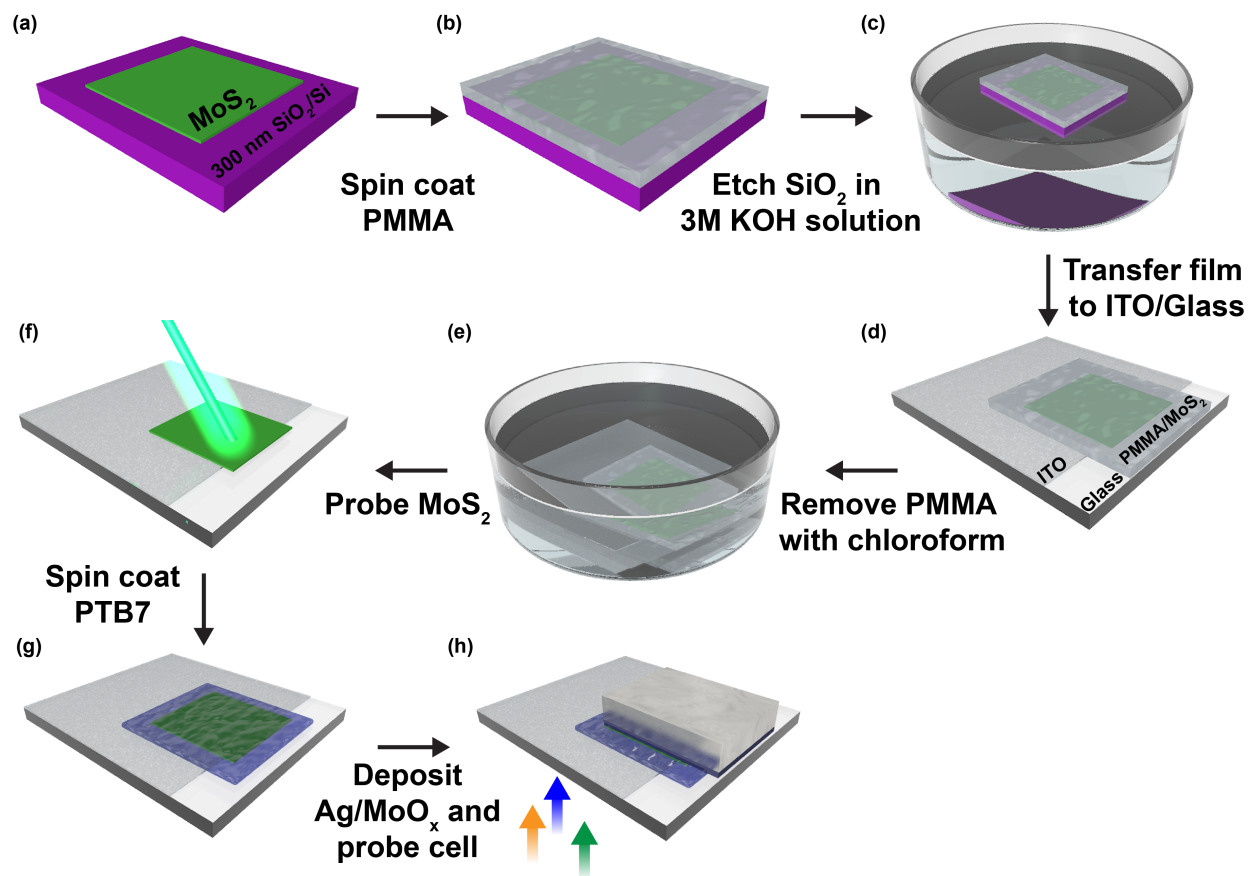 (a)
MoS₂
300 nm SiO₂/Si
Spin coat
PMMA
(b)
Etch SiO₂ in
3M KOH solution
(c)
Transfer film
to ITO/Glass
(d)
ITO
Glass
PMMA/MoS₂
Remove PMMA
with chloroform
(e)
Probe MoS₂
(f)
Spin coat
PTB7
(g)
Deposit
Ag/MoOₓ and
probe cell
(h)